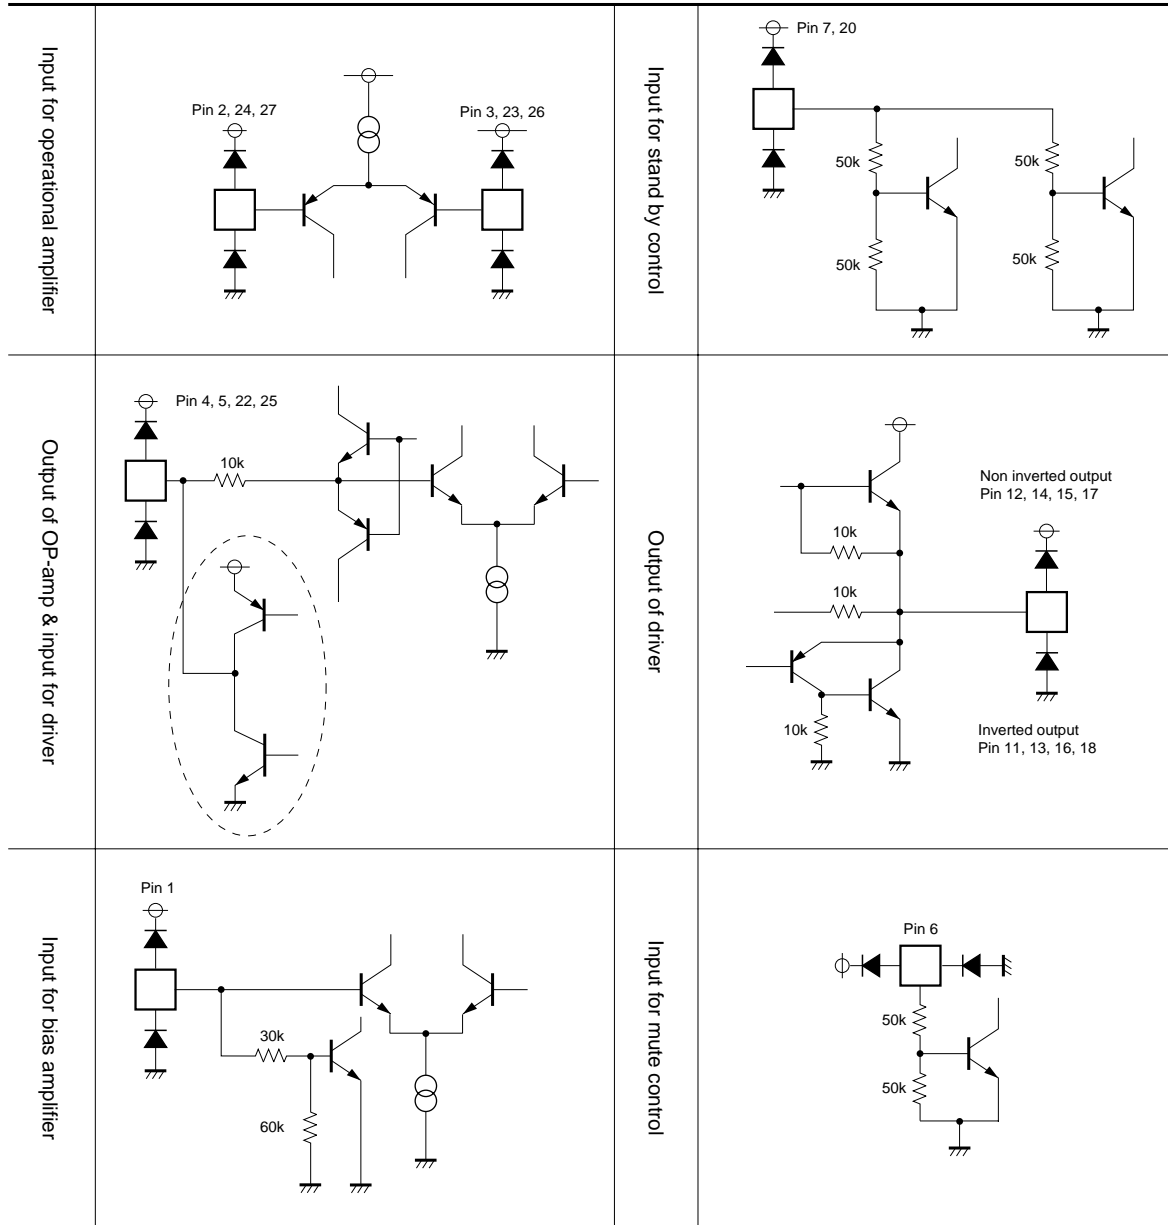 Input for operational amplifier
Pin 2, 24, 27
Pin 3, 23, 26
Input for stand by control
Pin 7, 20
50k
50k
50k
50k
Output of OP-amp & input for driver
Pin 4, 5, 22, 25
10k
Output of driver
10k
10k
10k
Non inverted output
Pin 12, 14, 15, 17
Inverted output
Pin 11, 13, 16, 18
Input for bias amplifier
Pin 1
30k
60k
Input for mute control
Pin 6
50k
50k